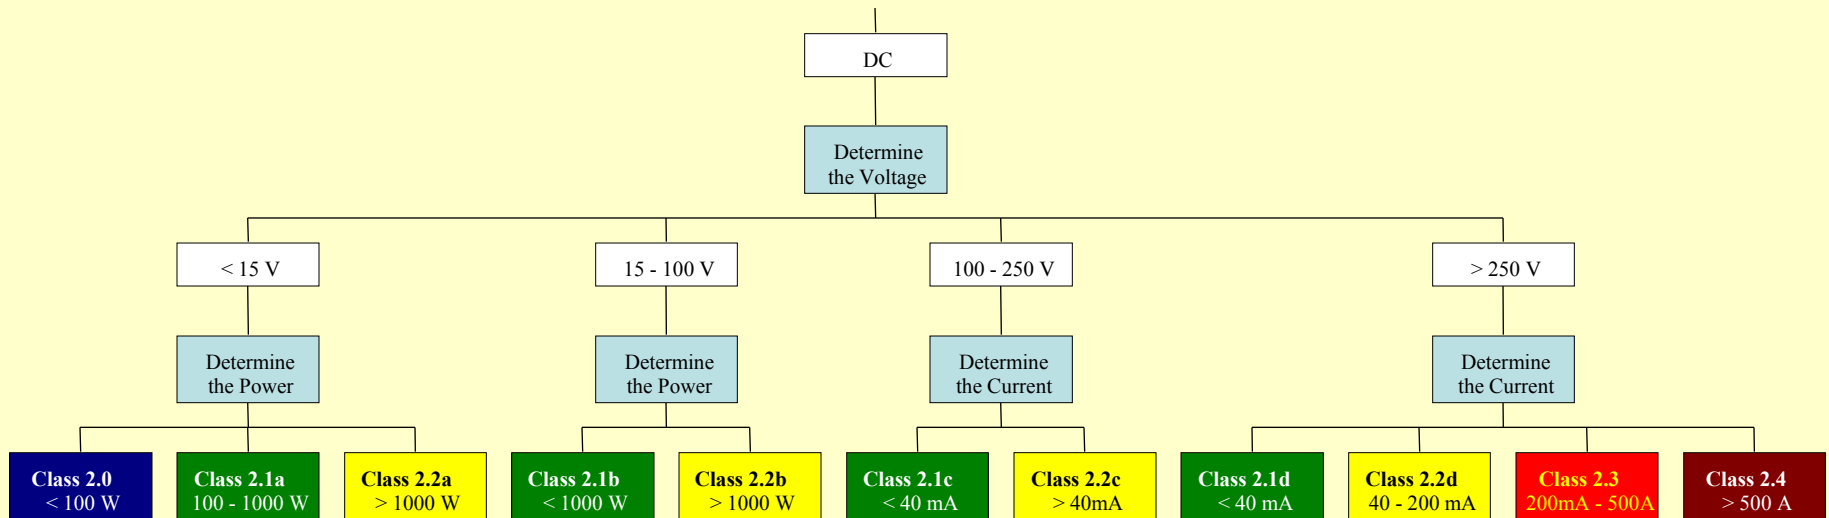 DC
Determine
the Voltage
< 15 V
15 - 100 V
100 - 250 V
> 250 V
Determine
the Power
Determine
the Power
Determine
the Current
Determine
the Current
Class 2.0
< 100 W
Class 2.1a
100 - 1000 W
Class 2.2a
> 1000 W
Class 2.1b
< 1000 W
Class 2.2b
> 1000 W
Class 2.1c
< 40 mA
Class 2.2c
> 40mA
Class 2.1d
< 40 mA
Class 2.2d
40 - 200 mA
Class 2.3
200mA - 500A
Class 2.4
> 500 A